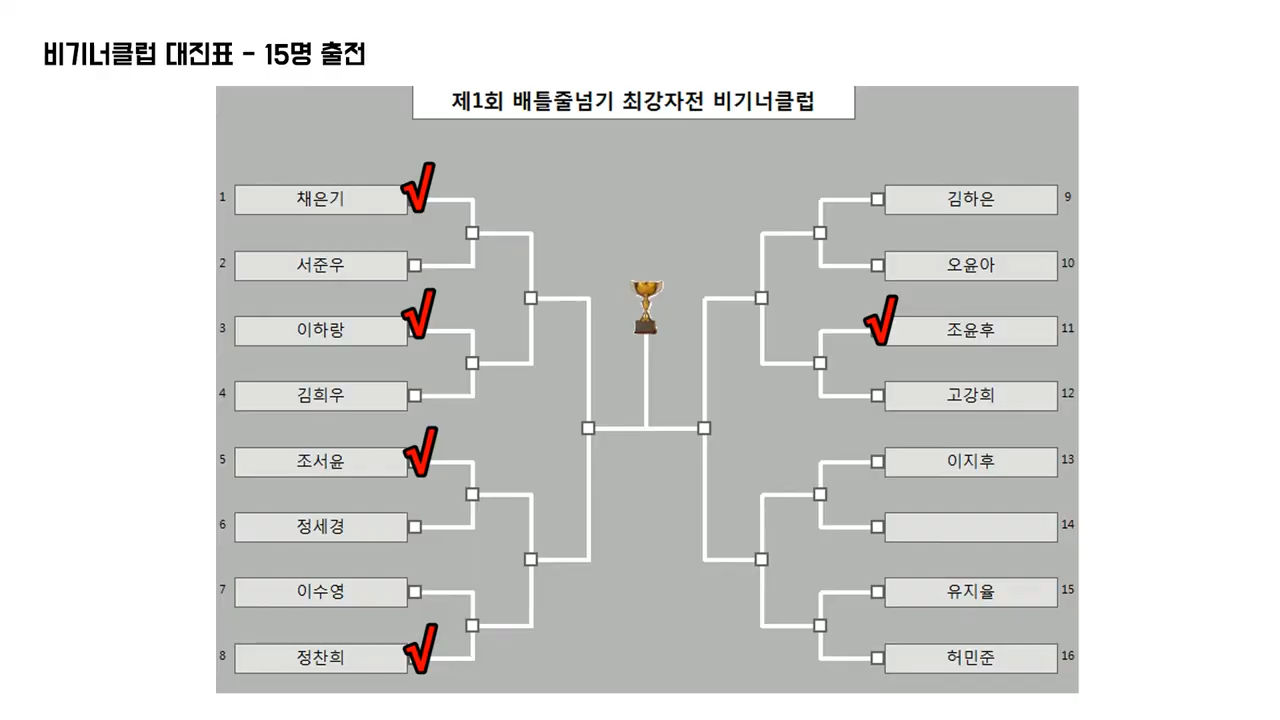 비기너클럽 대진표 - 15명 출전
제1회 배틀줄넘기 최강자전 비기너클럽
1 채은기
2 서준우
3 이하랑
4 김희우
5 조서윤
6 정세경
7 이수영
8 정찬희
김하은 9
오윤아 10
조윤후 11
고강희 12
이지후 13
14
유지율 15
허민준 16